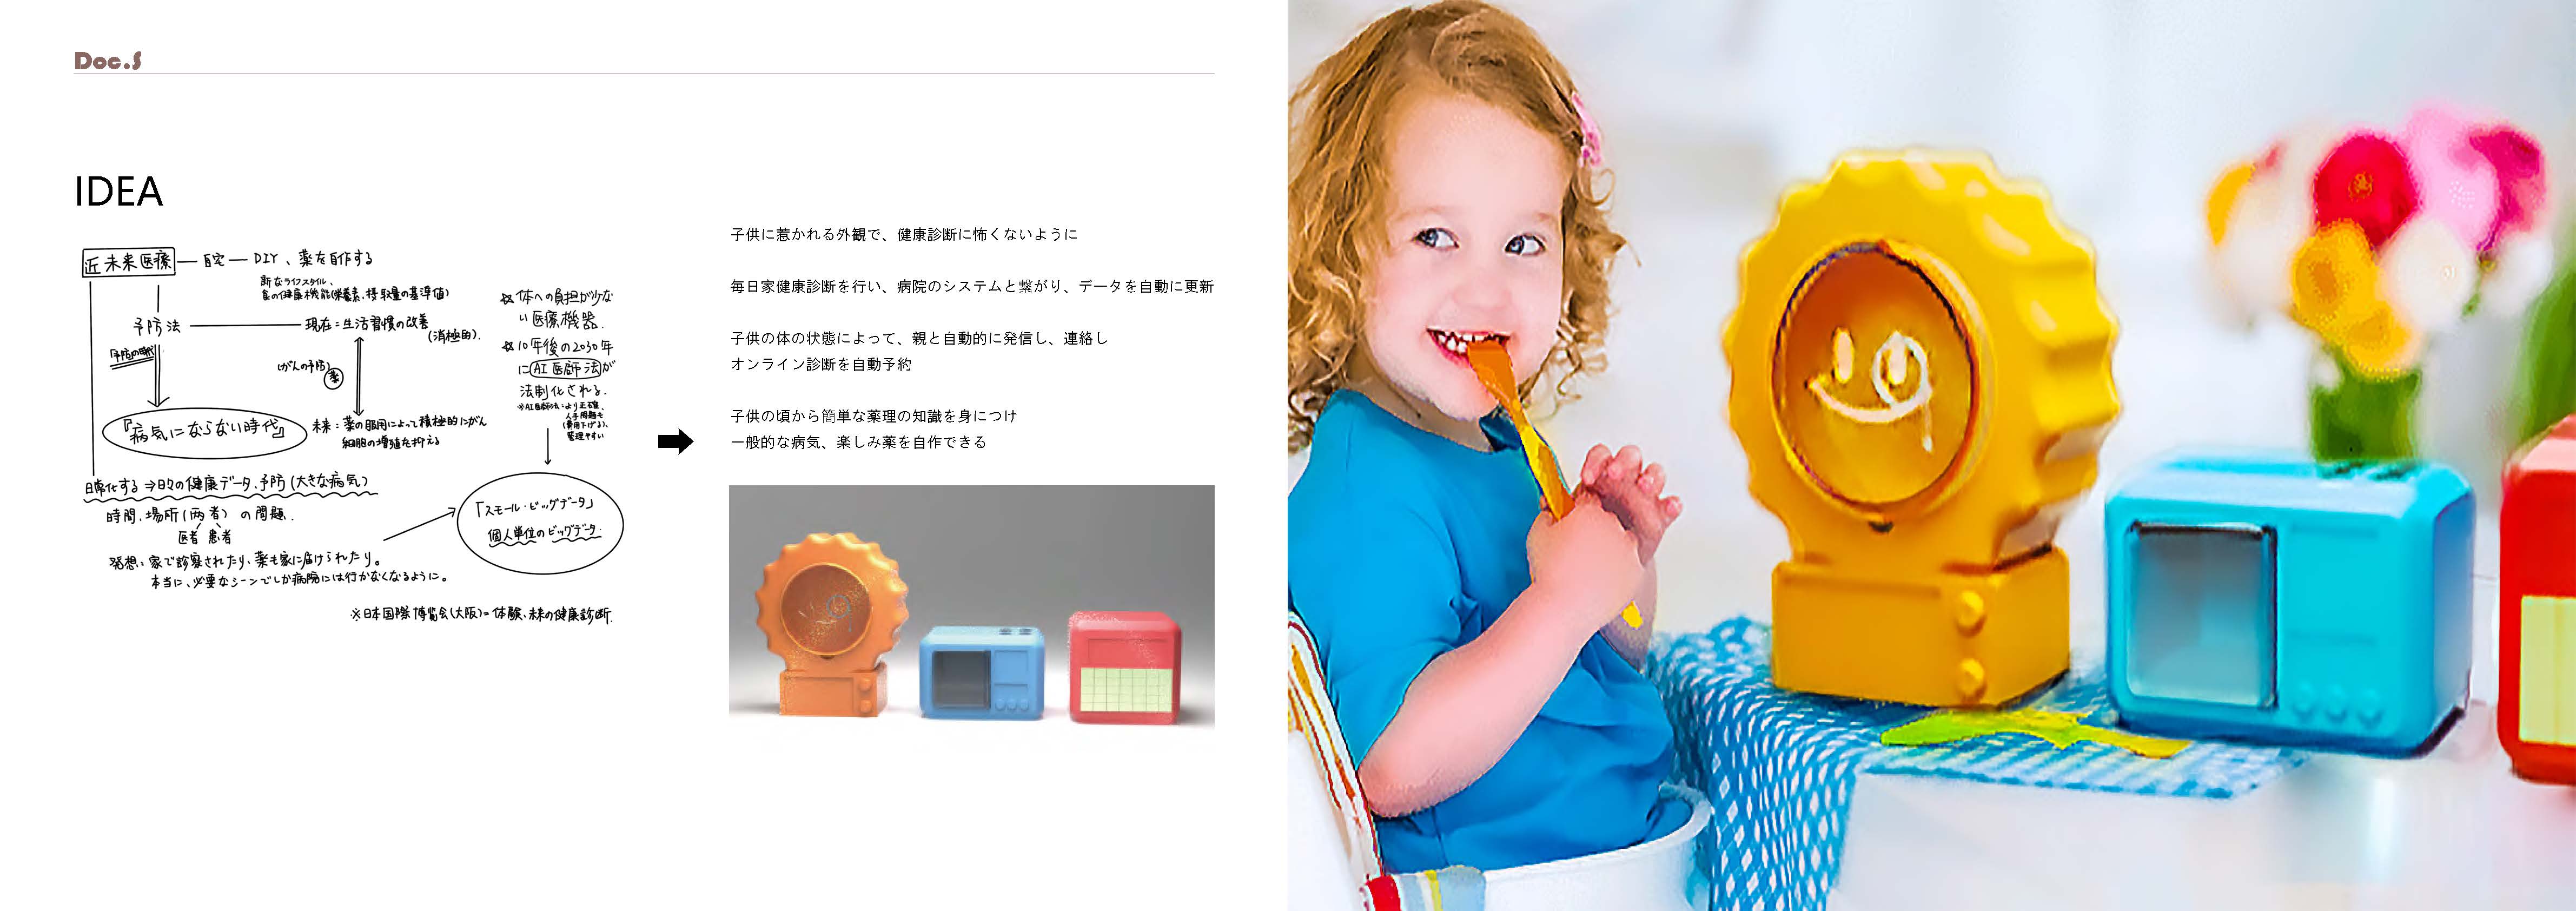 Doc.S
IDEA
近未来医療 — 自宅 — DIY、薬を自作する
新なライフスタイル、
食の健康機能(栄養素、摂取量の基準値)
予防法
現在：生活習慣の改善
(消極的).
「予防の時代」
(がんの予防)
薬
『病気にならない時代』
未来：薬の服用によって積極的にがん
細胞の増殖を抑える
日常化する ⇒日々の健康データ、予防(大きな病気)
時間、場所(両者) の問題.
医者 患者
発想：家で診察されたり、薬も家に届けられたり。
本当に、必要なシーンでしか病院には行かなくなるように。
☆体への負担が少な
い医療機器.
☆10年後の2030年
に(AI医師法)が
法制化される.
※AI医師法：より正確、
人手問題も
(費用下げる)、
管理やすい
「スモール・ビッグデータ」
個人単位のビッグデータ.
※日本国際博覧会(大阪)=体験、未来の健康診断.
子供に惹かれる外観で、健康診断に怖くないように
毎日家健康診断を行い、病院のシステムと繋がり、データを自動に更新
子供の体の状態によって、親と自動的に発信し、連絡し
オンライン診断を自動予約
子供の頃から簡単な薬理の知識を身につけ
一般的な病気、楽しみ薬を自作できる